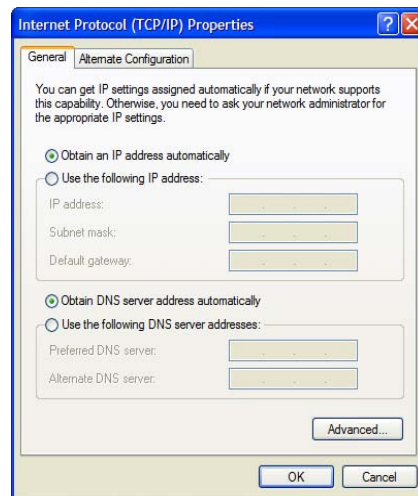 Internet Protocol (TCP/IP) Properties
General
Alternate Configuration
You can get IP settings assigned automatically if your network supports
this capability. Otherwise, you need to ask your network administrator for
the appropriate IP settings.
Obtain an IP address automatically
Use the following IP address:
IP address:
Subnet mask:
Default gateway:
Obtain DNS server address automatically
Use the following DNS server addresses:
Preferred DNS server:
Alternate DNS server:
Advanced...
OK
Cancel